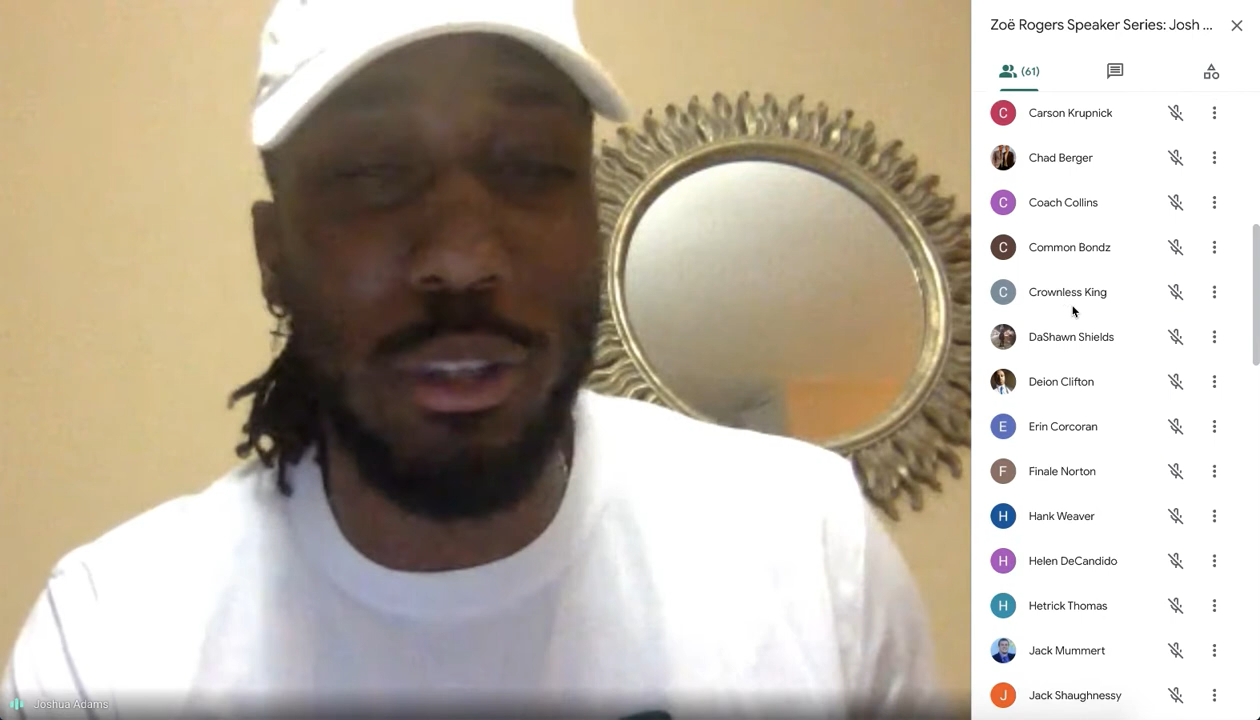 Zoë Rogers Speaker Series: Josh ...
(61)
C Carson Krupnick
Chad Berger
C Coach Collins
C Common Bondz
C Crownless King
DaShawn Shields
Deion Clifton
E Erin Corcoran
F Finale Norton
H Hank Weaver
H Helen DeCandido
H Hetrick Thomas
Jack Mummert
J Jack Shaughnessy
Joshua Adams